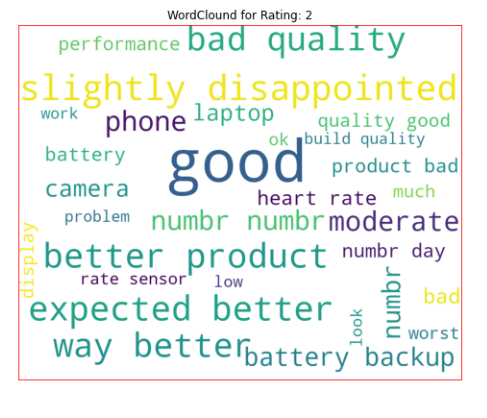 WordClound for Rating: 2
performance
bad quality
slightly disappointed
work
phone
laptop
quality good
ok
build quality
battery
good
product bad
camera
heart rate
much
problem
numbr numbr
moderate
display
better product
numbr day
rate sensor
low
numbr
bad
expected better
look
worst
way better
battery backup